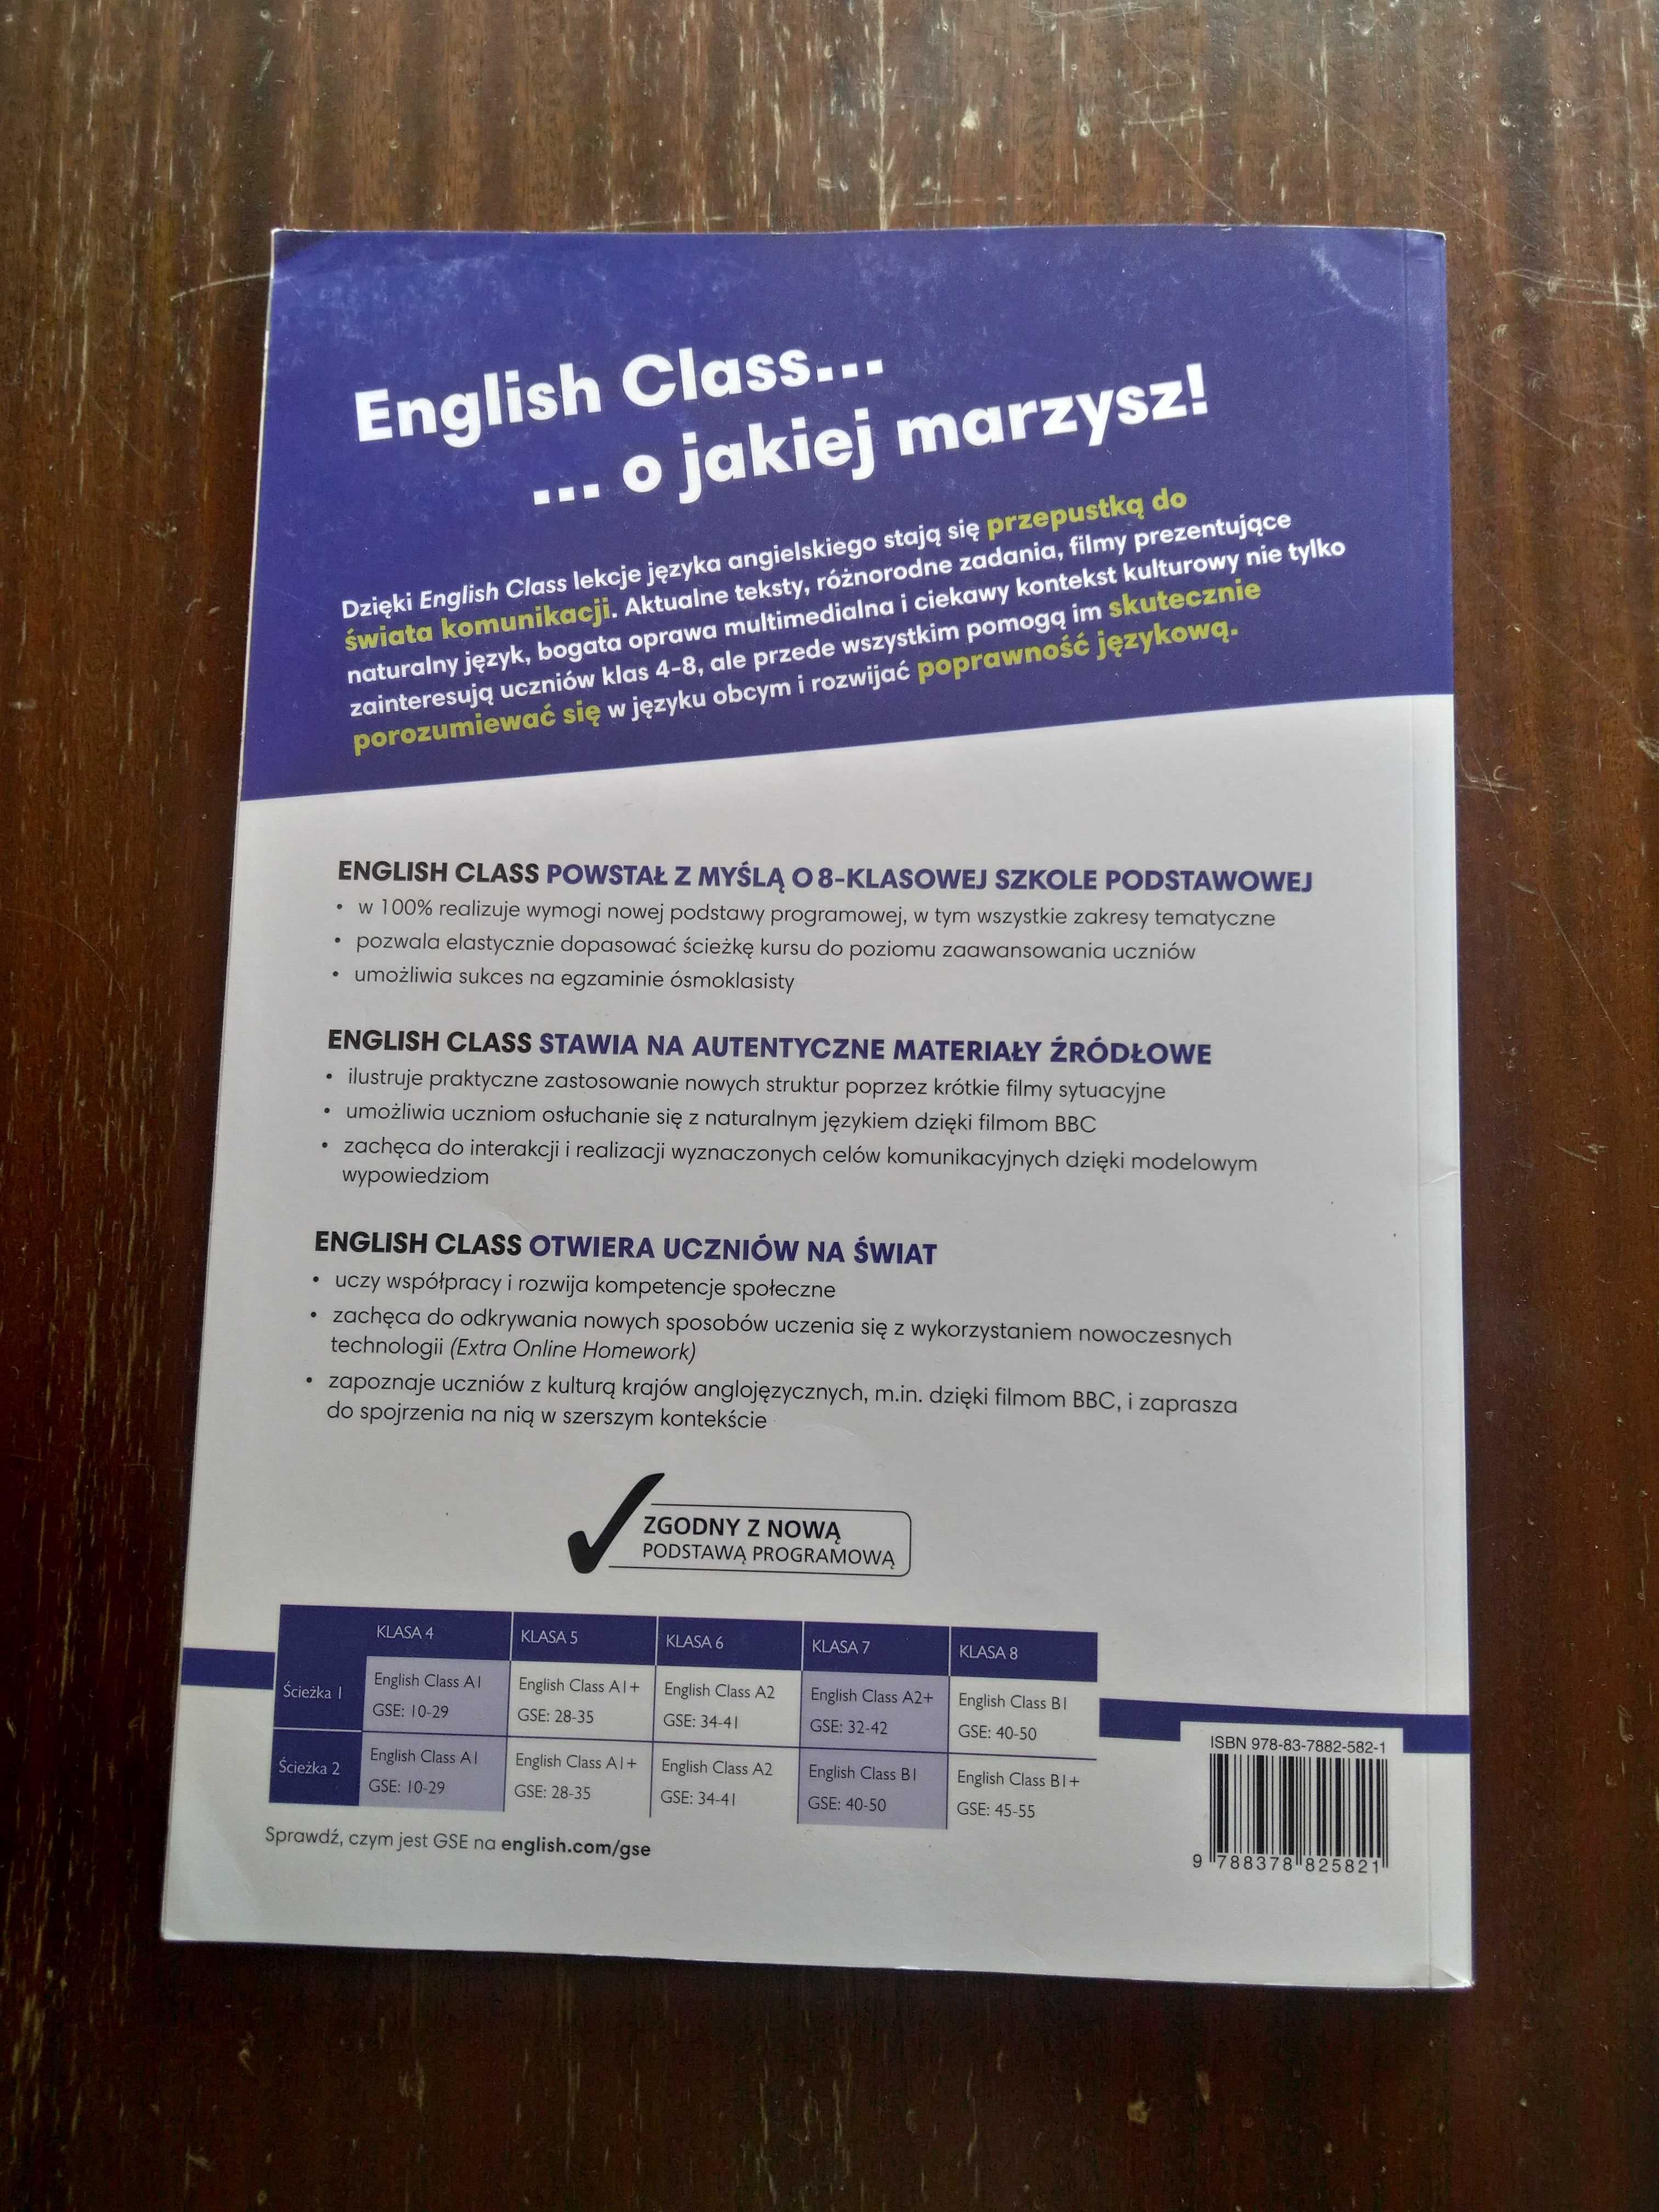 English Class...
... o jakiej marzysz!
Dzięki English Class lekcje języka angielskiego stają się przepustką do
świata komunikacji. Aktualne teksty, różnorodne zadania, filmy prezentujące
naturalny język, bogata oprawa multimedialna i ciekawy kontekst kulturowy nie tylko
zainteresują uczniów klas 4-8, ale przede wszystkim pomogą im skutecznie
porozumiewać się w języku obcym i rozwijać poprawność językową.
ENGLISH CLASS POWSTAŁ Z MYŚLĄ O 8-KLASOWEJ SZKOLE PODSTAWOWEJ
• w 100% realizuje wymogi nowej podstawy programowej, w tym wszystkie zakresy tematyczne
• pozwala elastycznie dopasować ścieżkę kursu do poziomu zaawansowania uczniów
• umożliwia sukces na egzaminie ósmoklasisty
ENGLISH CLASS STAWIA NA AUTENTYCZNE MATERIAŁY ŹRÓDŁOWE
• ilustruje praktyczne zastosowanie nowych struktur poprzez krótkie filmy sytuacyjne
• umożliwia uczniom osłuchanie się z naturalnym językiem dzięki filmom BBC
• zachęca do interakcji i realizacji wyznaczonych celów komunikacyjnych dzięki modelowym
wypowiedziom
ENGLISH CLASS OTWIERA UCZNIÓW NA ŚWIAT
• uczy współpracy i rozwija kompetencje społeczne
• zachęca do odkrywania nowych sposobów uczenia się z wykorzystaniem nowoczesnych
technologii (Extra Online Homework)
• zapoznaje uczniów z kulturą krajów anglojęzycznych, m.in. dzięki filmom BBC, i zaprasza
do spojrzenia na nią w szerszym kontekście
ZGODNY Z NOWĄ
PODSTAWĄ PROGRAMOWĄ
KLASA 4 KLASA 5 KLASA 6 KLASA 7 KLASA 8
Ścieżka 1
English Class A1 English Class A1+ English Class A2 English Class A2+ English Class B1
GSE: 10-29 GSE: 28-35 GSE: 34-41 GSE: 32-42 GSE: 40-50
Ścieżka 2
English Class A1 English Class A1+ English Class A2 English Class B1 English Class B1+
GSE: 10-29 GSE: 28-35 GSE: 34-41 GSE: 40-50 GSE: 45-55
Sprawdź, czym jest GSE na english.com/gse
ISBN 978-83-7882-582-1
9 788378 825821